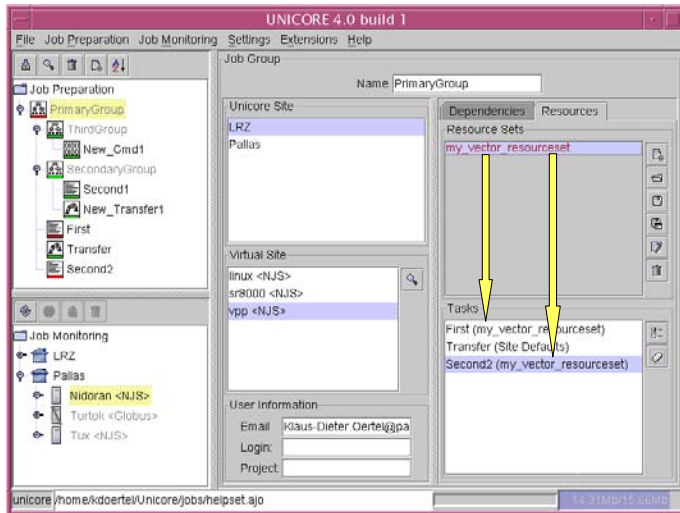 UNICORE 4.0 build 1
File Job Preparation Job Monitoring Settings Extensions Help
Job Preparation
PrimaryGroup
ThirdGroup
New_Cmd1
SecondaryGroup
Second1
New_Transfer1
First
Transfer
Second2
Job Monitoring
LRZ
Pallas
Nidoran <NJS>
Turtok <Globus>
Tux <NJS>
Job Group
Name PrimaryGroup
Unicore Site
LRZ
Pallas
Virtual Site
linux <NJS>
sr8000 <NJS>
vpp <NJS>
User Information
Email Klaus-Dieter Oertel@pa
Login:
Project
Dependencies Resources
Resource Sets
my_vector_resourceset
Tasks
First (my_vector_resourceset)
Transfer (Site Defaults)
Second2 (my_vector_resourceset)
unicore /home/kdoertel/Unicore/jobs/helpset.ajo
14.31Mb/15.66Mb